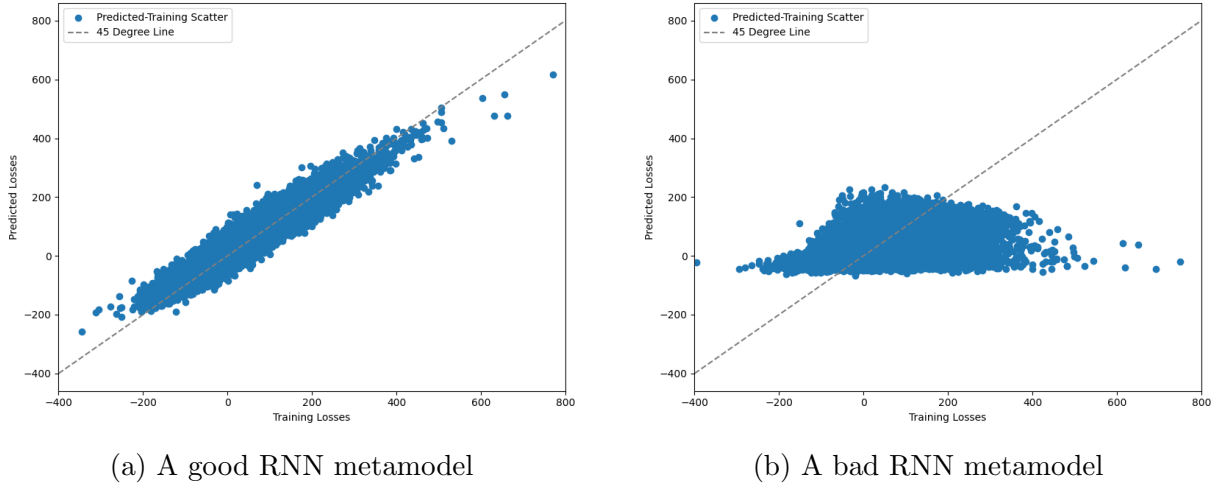 Predicted-Training Scatter
45 Degree Line
800
600
400
200
0
−200
−400
Predicted Losses
−400
−200
0
200
400
600
800
Training Losses
(a) A good RNN metamodel
Predicted-Training Scatter
45 Degree Line
800
600
400
200
0
−200
−400
Predicted Losses
−400
−200
0
200
400
600
800
Training Losses
(b) A bad RNN metamodel